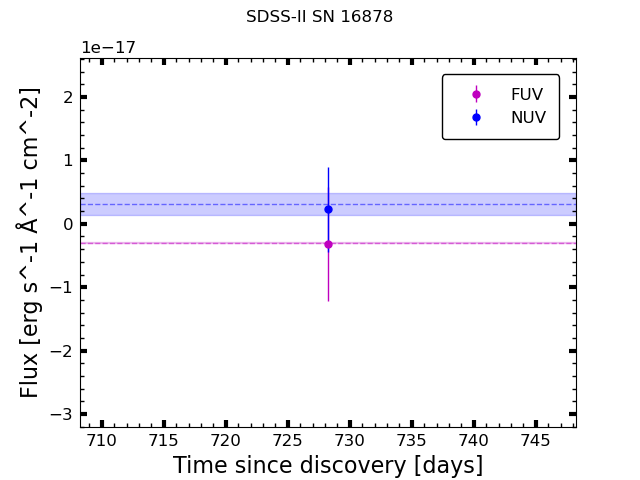 SDSS-II SN 16878
1e−17
FUV
NUV
2
1
0
−1
−2
−3
Flux [erg s^-1 Å^-1 cm^-2]
710 715 720 725 730 735 740 745
Time since discovery [days]